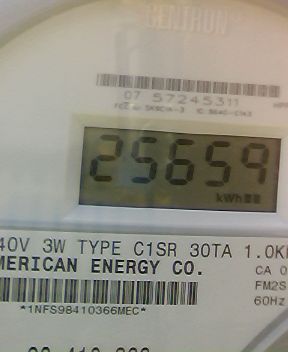 CENTRON
07 57245311
25659
kWh
40V 3W TYPE C1SR 30TA 1.0K
MERICAN ENERGY CO.
CA 0
FM2S
*1NFS98410366MEC*
60Hz